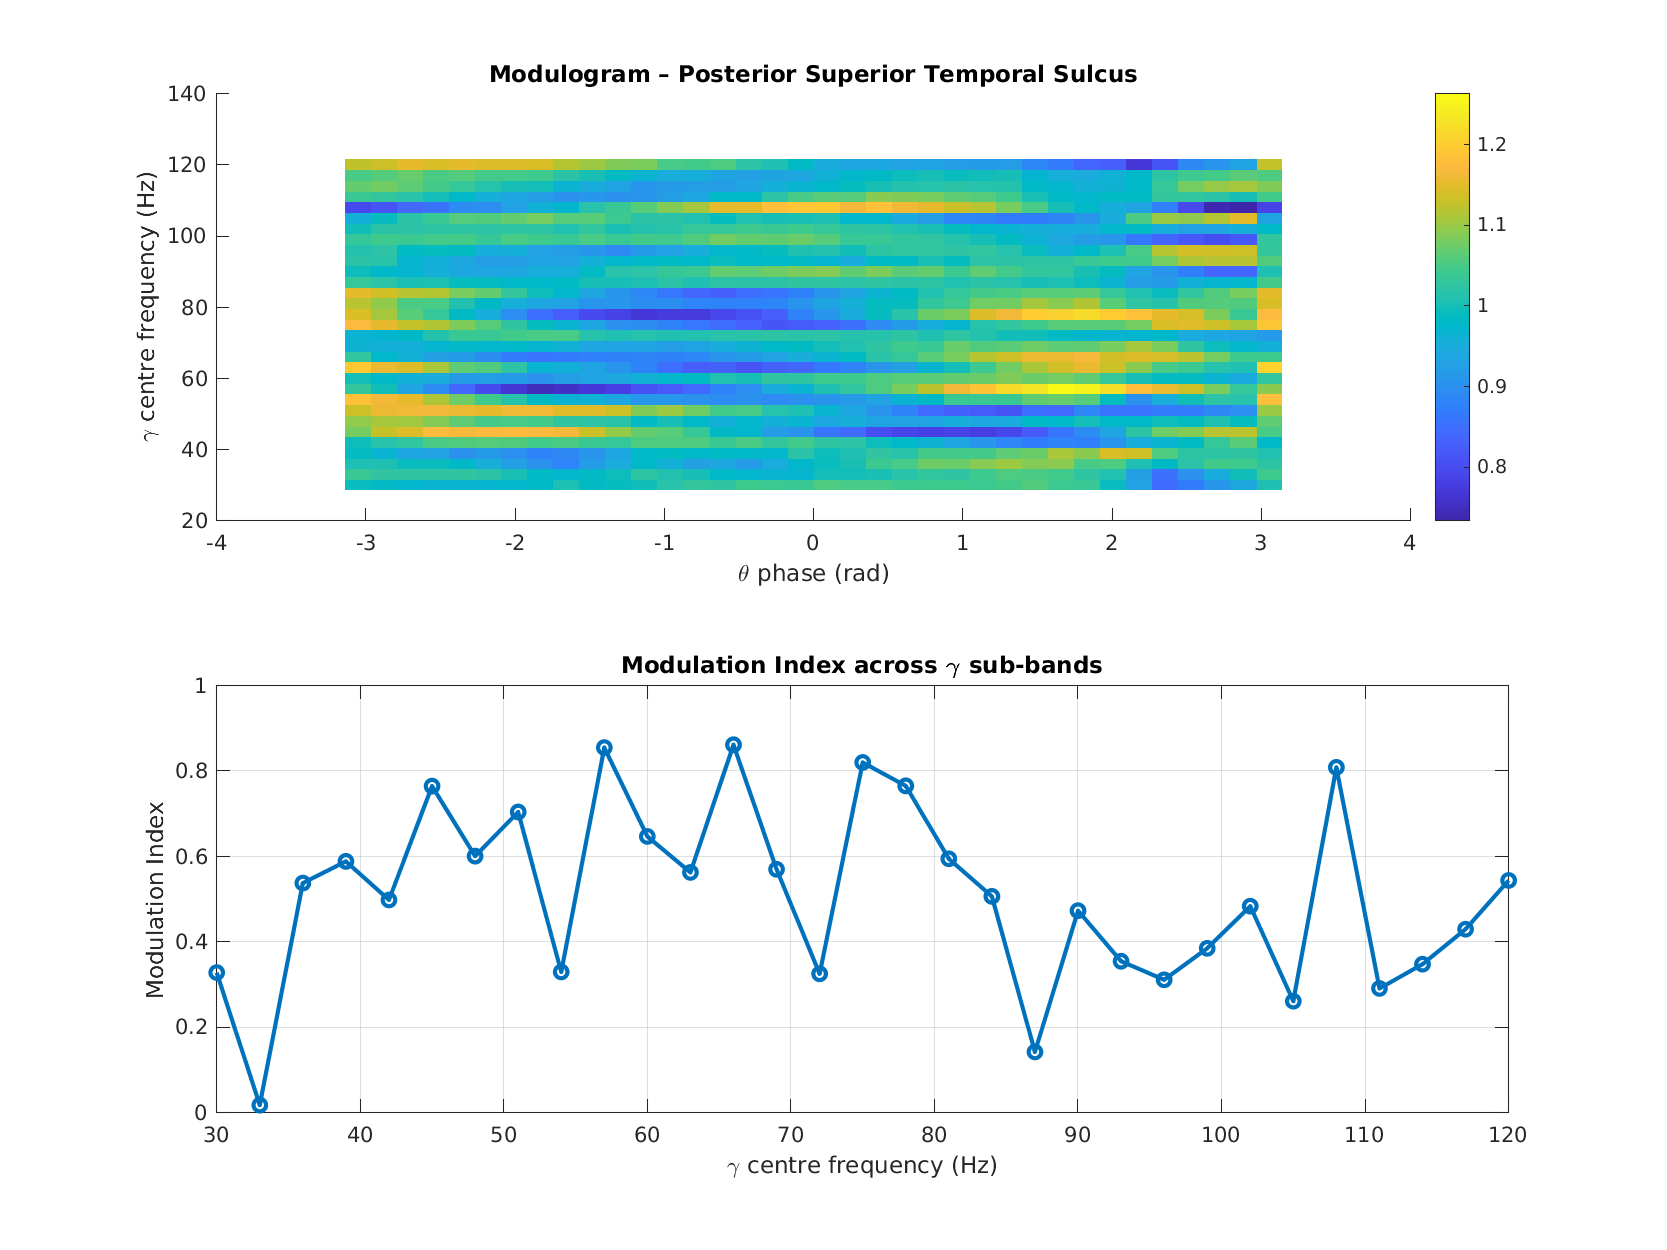 Modulogram – Posterior Superior Temporal Sulcus
140
120
100
80
60
40
20
γ centre frequency (Hz)
-4 -3 -2 -1 0 1 2 3 4
θ phase (rad)
1.2
1.1
1
0.9
0.8
Modulation Index across γ sub-bands
1
0.8
0.6
0.4
0.2
0
Modulation Index
30 40 50 60 70 80 90 100 110 120
γ centre frequency (Hz)